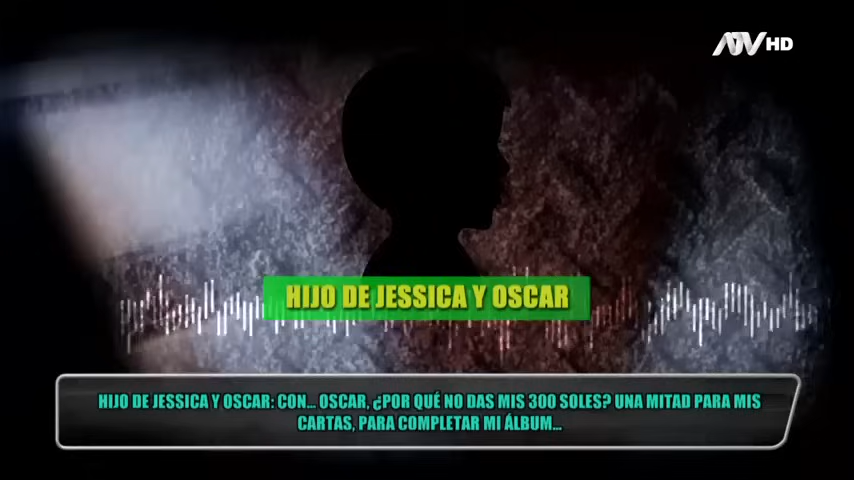 ATV HD
HIJO DE JESSICA Y OSCAR
HIJO DE JESSICA Y OSCAR: CON... OSCAR, ¿POR QUÉ NO DAS MIS 300 SOLES? UNA MITAD PARA MIS
CARTAS, PARA COMPLETAR MI ÁLBUM...